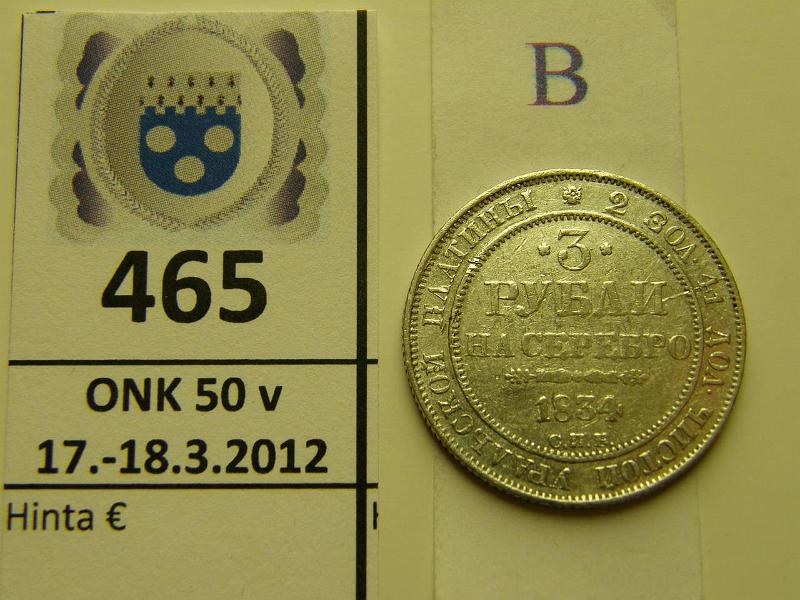 465
ONK 50 v
17.-18.3.2012
Hinta €
B
2 ЗОЛ. 41 ДОЛ. ЧИСТОЙ УРАЛЬСКОЙ ПЛАТИНЫ
3
РУБЛИ
НА СЕРЕБРО
1834
С.П.Б.